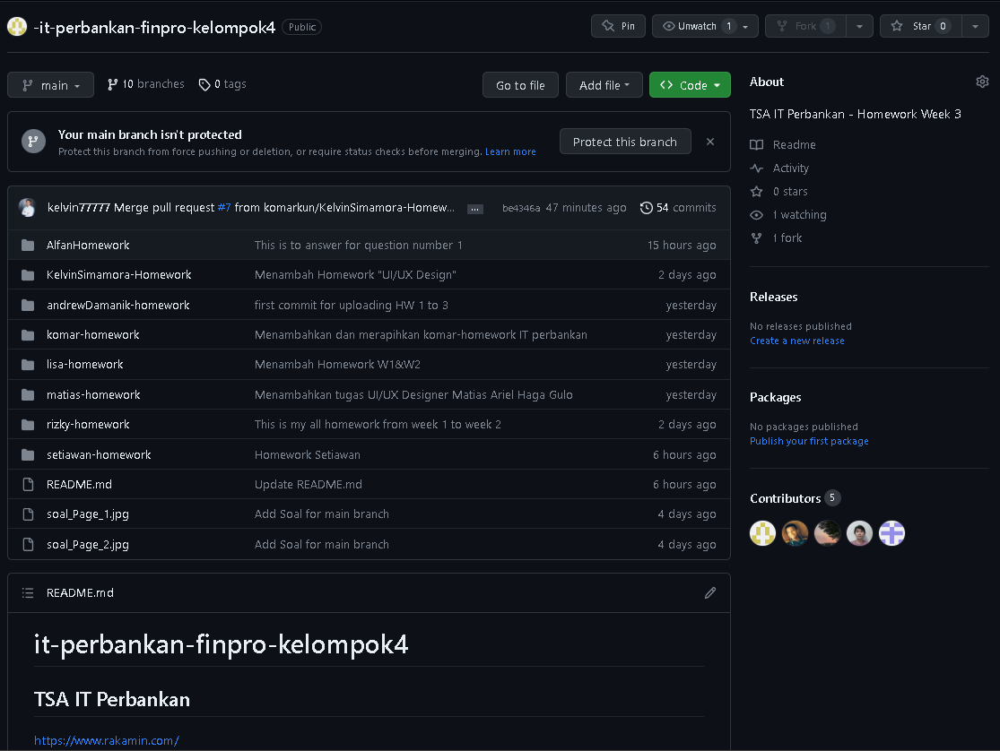 -it-perbankan-finpro-kelompok4 Public
Pin Unwatch 1 Fork 1 Star 0
main 10 branches 0 tags Go to file Add file Code
Your main branch isn't protected
Protect this branch from force pushing or deletion, or require status checks before merging. Learn more
Protect this branch
kelvin77777 Merge pull request #7 from komarkun/KelvinSimamora-Homew... ... be4346a 47 minutes ago 54 commits
AlfanHomework This is to answer for question number 1 15 hours ago
KelvinSimamora-Homework Menambah Homework "UI/UX Design" 2 days ago
andrewDamanik-homework first commit for uploading HW 1 to 3 yesterday
komar-homework Menambahkan dan merapihkan komar-homework IT perbankan yesterday
lisa-homework Menambah Homework W1&W2 yesterday
matias-homework Menambahkan tugas UI/UX Designer Matias Ariel Haga Gulo yesterday
rizky-homework This is my all homework from week 1 to week 2 2 days ago
setiawan-homework Homework Setiawan 6 hours ago
README.md Update README.md 6 hours ago
soal_Page_1.jpg Add Soal for main branch 4 days ago
soal_Page_2.jpg Add Soal for main branch 4 days ago
README.md
it-perbankan-finpro-kelompok4
TSA IT Perbankan
https://www.rakamin.com/
About
TSA IT Perbankan - Homework Week 3
Readme
Activity
0 stars
1 watching
1 fork
Releases
No releases published
Create a new release
Packages
No packages published
Publish your first package
Contributors 5